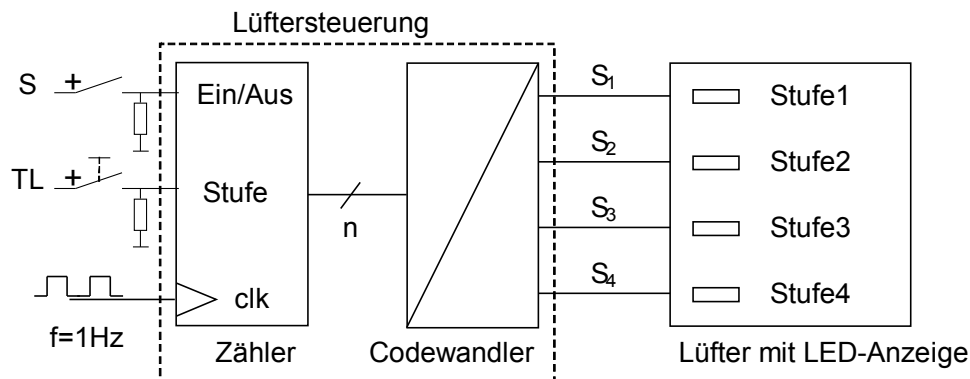 Lüftersteuerung
S
+
Ein/Aus
TL
+
Stufe
clk
f=1Hz
n
S1
S2
S3
S4
Stufe1
Stufe2
Stufe3
Stufe4
Zähler
Codewandler
Lüfter mit LED-Anzeige